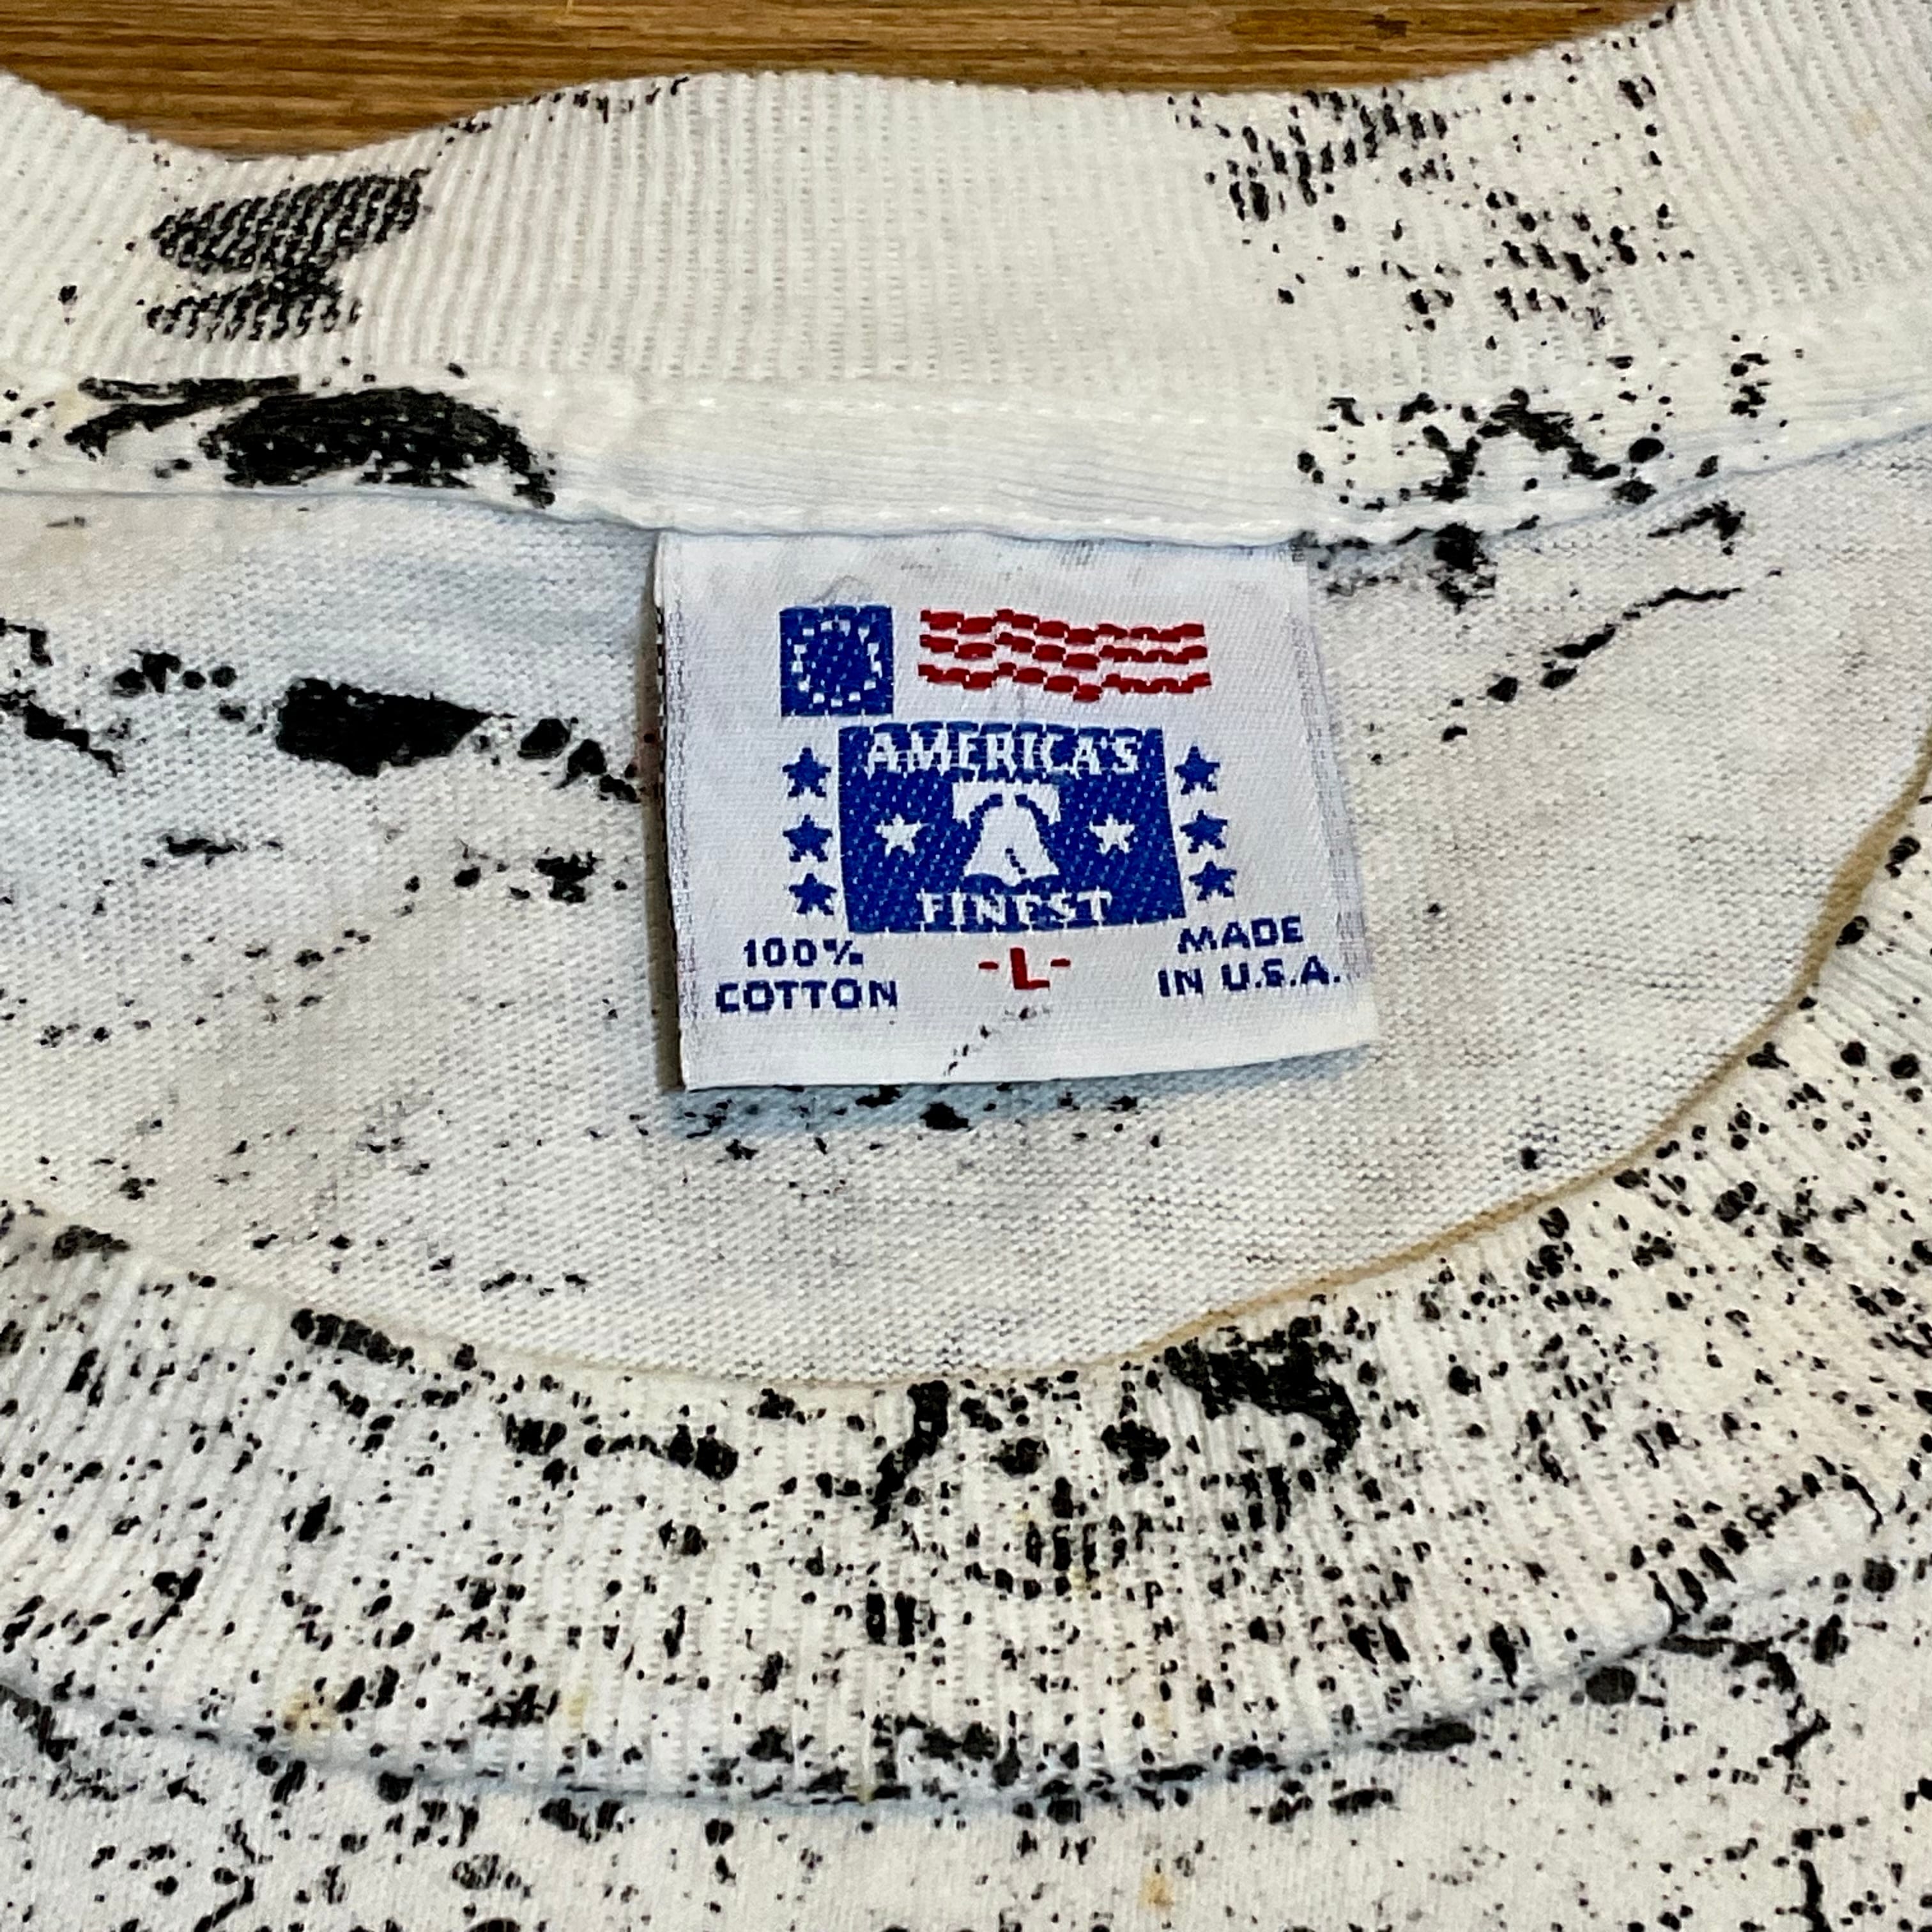 AMERICA'S
FINEST
100%
COTTON
-L-
MADE
IN U.S.A.